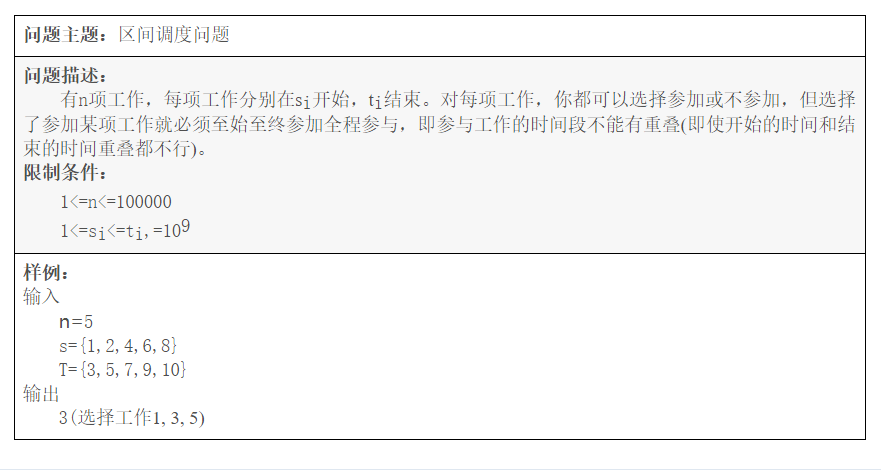 问题主题：区间调度问题
问题描述：
有n项工作，每项工作分别在si开始，ti结束。对每项工作，你都可以选择参加或不参加，但选择
了参加某项工作就必须至始至终参加全程参与，即参与工作的时间段不能有重叠(即使开始的时间和结
束的时间重叠都不行)。
限制条件：
1<=n<=100000
1<=si<=ti,=10⁹
样例：
输入
n=5
s={1,2,4,6,8}
T={3,5,7,9,10}
输出
3(选择工作1,3,5)